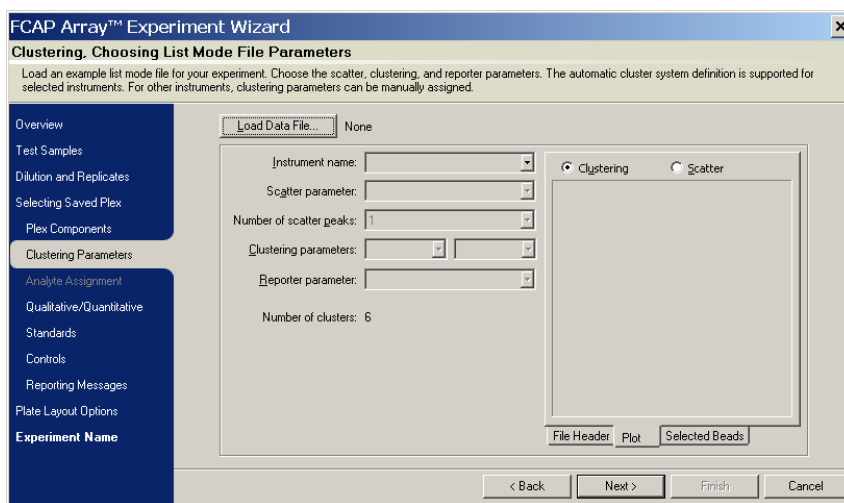 FCAP Array™ Experiment Wizard
Clustering, Choosing List Mode File Parameters
Load an example list mode file for your experiment. Choose the scatter, clustering, and reporter parameters. The automatic cluster system definition is supported for
selected instruments. For other instruments, clustering parameters can be manually assigned.
Overview
Test Samples
Dilution and Replicates
Selecting Saved Plex
Plex Components
Clustering Parameters
Analyte Assignment
Qualitative/Quantitative
Standards
Controls
Reporting Messages
Plate Layout Options
Experiment Name
Load Data File... None
Instrument name:
Scatter parameter:
Number of scatter peaks: 1
Clustering parameters:
Reporter parameter:
Number of clusters: 6
Clustering Scatter
File Header Plot Selected Beads
< Back Next > Finish Cancel